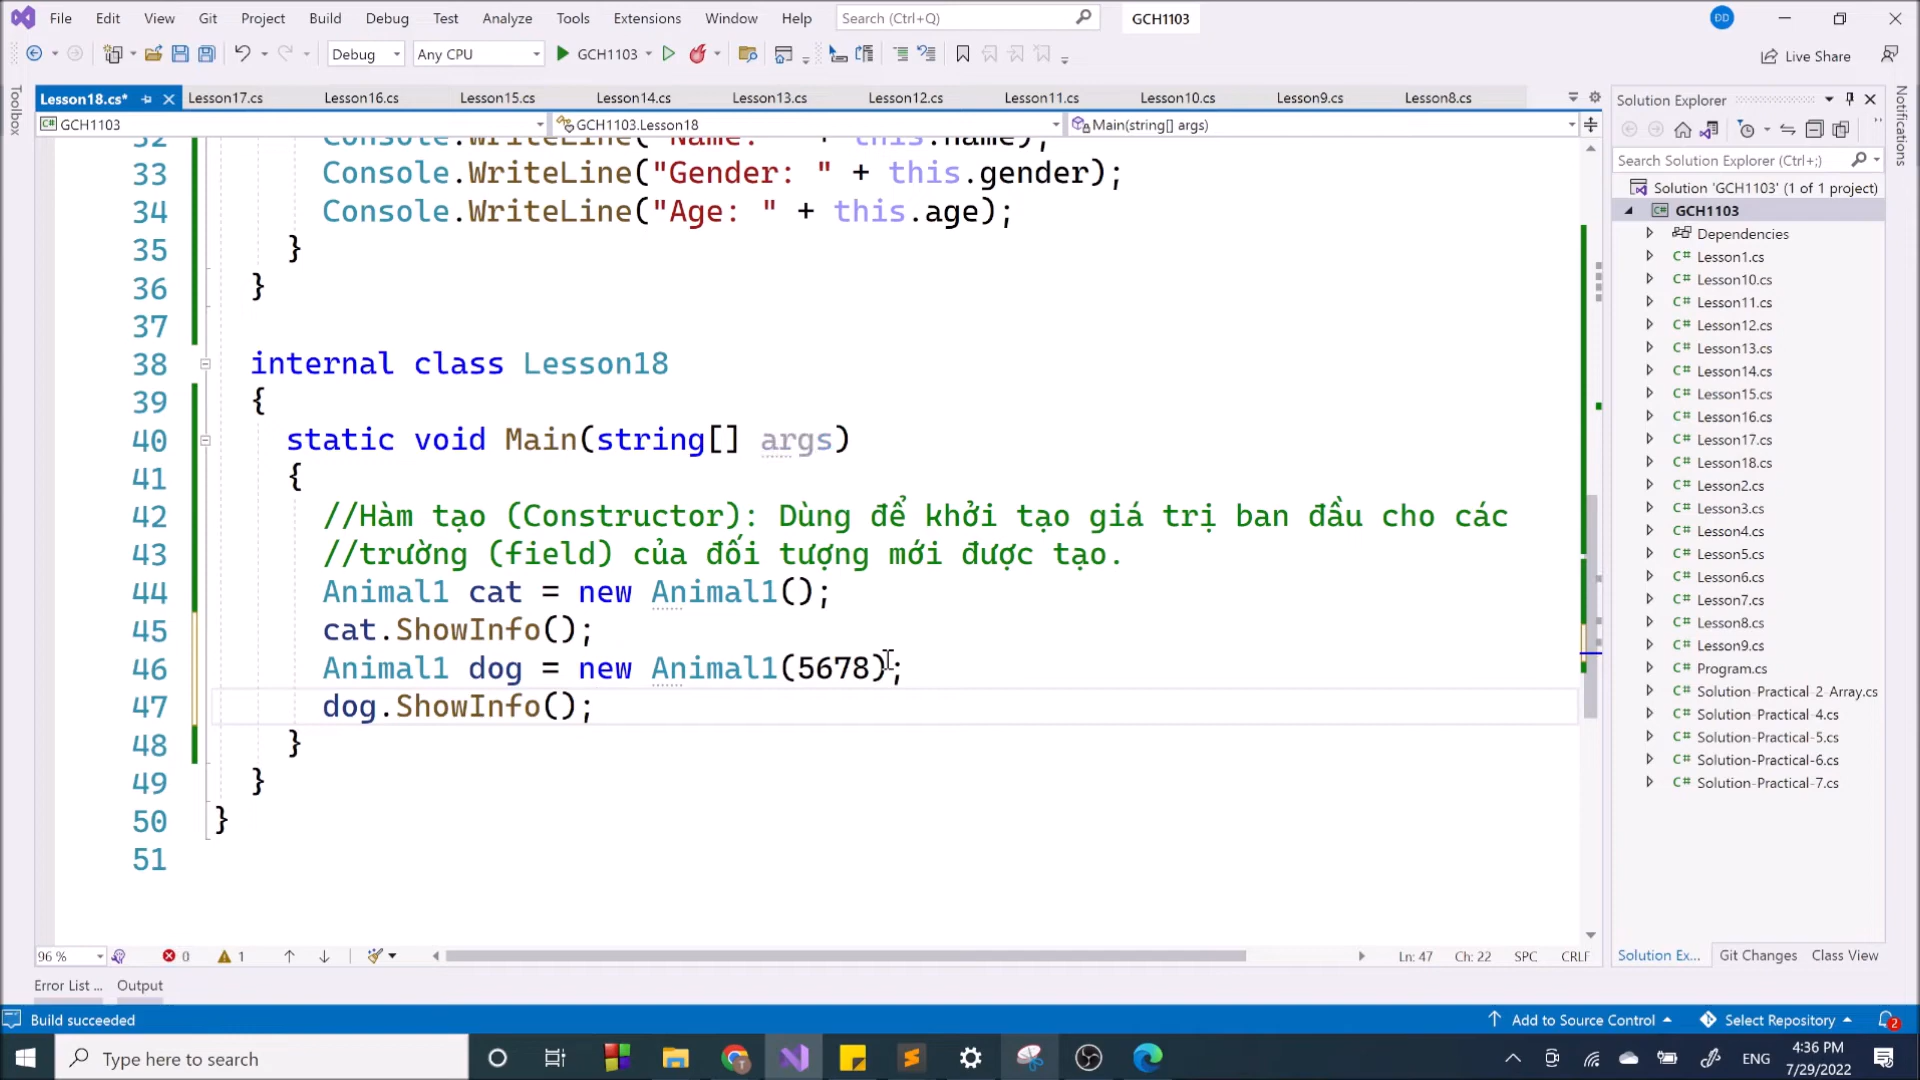 File Edit View Git Project Build Debug Test Analyze Tools Extensions Window Help Search (Ctrl+Q) GCH1103 ĐD
Debug Any CPU GCH1103 Live Share
Toolbox
Lesson18.cs* Lesson17.cs Lesson16.cs Lesson15.cs Lesson14.cs Lesson13.cs Lesson12.cs Lesson11.cs Lesson10.cs Lesson9.cs Lesson8.cs
GCH1103 GCH1103.Lesson18 Main(string[] args)
32 Console.WriteLine("Name: " + this.name);
33 Console.WriteLine("Gender: " + this.gender);
34 Console.WriteLine("Age: " + this.age);
35 }
36 }
37
38 internal class Lesson18
39 {
40 static void Main(string[] args)
41 {
42 //Hàm tạo (Constructor): Dùng để khởi tạo giá trị ban đầu cho các
43 //trường (field) của đối tượng mới được tạo.
44 Animal1 cat = new Animal1();
45 cat.ShowInfo();
46 Animal1 dog = new Animal1(5678);
47 dog.ShowInfo();
48 }
49 }
50 }
51
96 % 0 1 Ln: 47 Ch: 22 SPC CRLF
Error List ... Output
Solution Explorer
Search Solution Explorer (Ctrl+;)
Solution 'GCH1103' (1 of 1 project)
GCH1103
Dependencies
C# Lesson1.cs
C# Lesson10.cs
C# Lesson11.cs
C# Lesson12.cs
C# Lesson13.cs
C# Lesson14.cs
C# Lesson15.cs
C# Lesson16.cs
C# Lesson17.cs
C# Lesson18.cs
C# Lesson2.cs
C# Lesson3.cs
C# Lesson4.cs
C# Lesson5.cs
C# Lesson6.cs
C# Lesson7.cs
C# Lesson8.cs
C# Lesson9.cs
C# Program.cs
C# Solution-Practical-2-Array.cs
C# Solution-Practical-4.cs
C# Solution-Practical-5.cs
C# Solution-Practical-6.cs
C# Solution-Practical-7.cs
Solution Ex... Git Changes Class View
Notifications
Build succeeded Add to Source Control Select Repository 2
Type here to search ENG 4:36 PM
7/29/2022